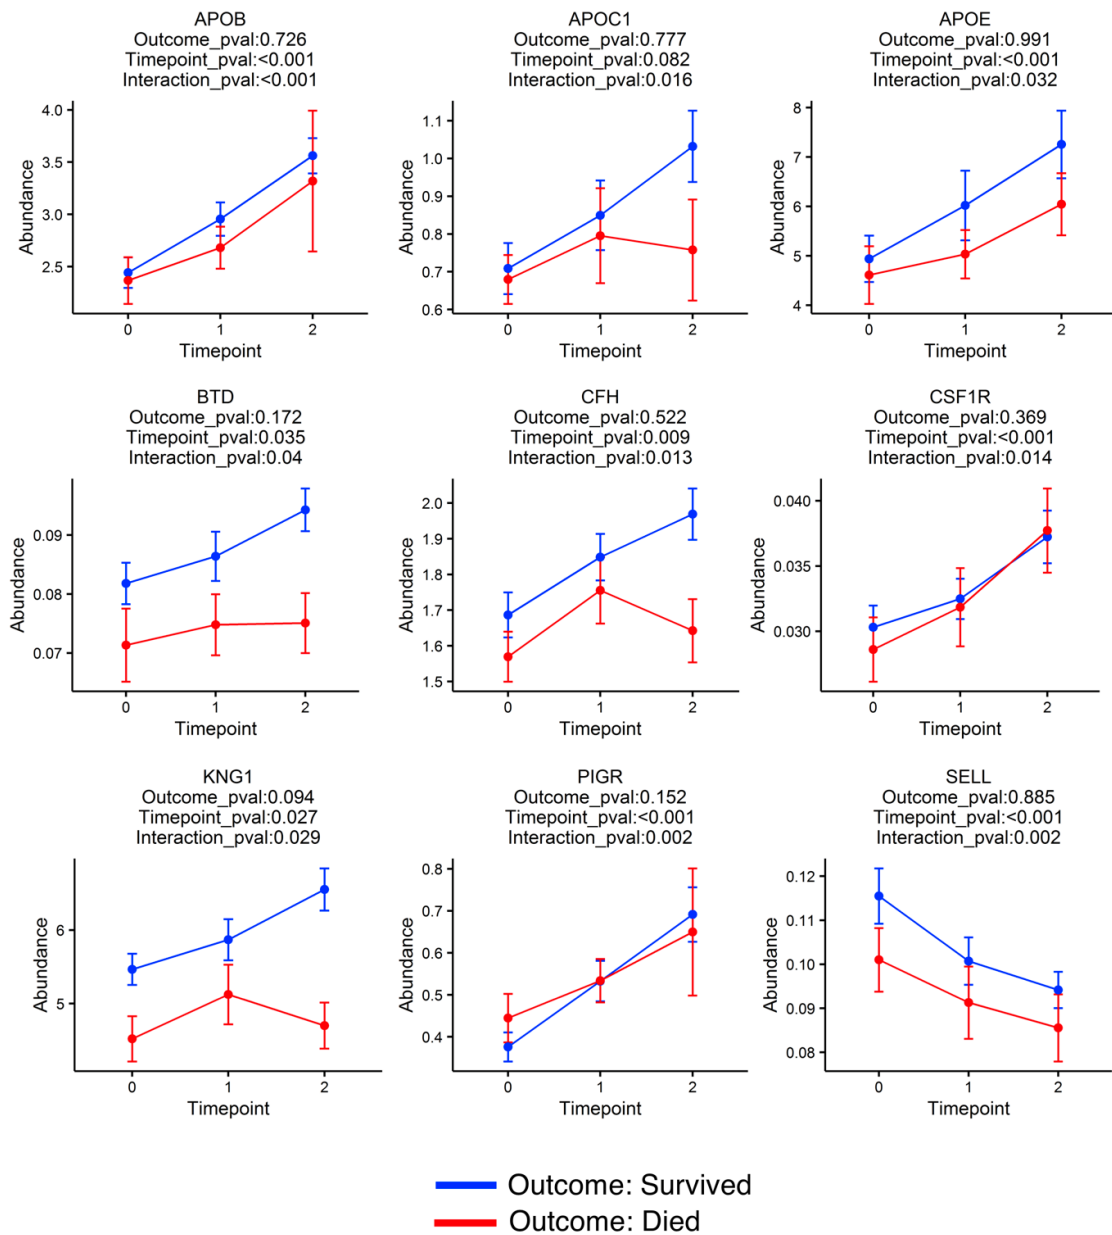 APOB
Outcome_pval:0.726
Timepoint_pval:<0.001
Interaction_pval:<0.001
4.0
3.5
3.0
2.5
Abundance
0 1 2
Timepoint
APOC1
Outcome_pval:0.777
Timepoint_pval:0.082
Interaction_pval:0.016
1.1
1.0
0.9
0.8
0.7
0.6
Abundance
0 1 2
Timepoint
APOE
Outcome_pval:0.991
Timepoint_pval:<0.001
Interaction_pval:0.032
8
7
6
5
4
Abundance
0 1 2
Timepoint
BTD
Outcome_pval:0.172
Timepoint_pval:0.035
Interaction_pval:0.04
0.09
0.08
0.07
Abundance
0 1 2
Timepoint
CFH
Outcome_pval:0.522
Timepoint_pval:0.009
Interaction_pval:0.013
2.0
1.9
1.8
1.7
1.6
1.5
Abundance
0 1 2
Timepoint
CSF1R
Outcome_pval:0.369
Timepoint_pval:<0.001
Interaction_pval:0.014
0.040
0.035
0.030
Abundance
0 1 2
Timepoint
KNG1
Outcome_pval:0.094
Timepoint_pval:0.027
Interaction_pval:0.029
6
5
Abundance
0 1 2
Timepoint
PIGR
Outcome_pval:0.152
Timepoint_pval:<0.001
Interaction_pval:0.002
0.8
0.7
0.6
0.5
0.4
Abundance
0 1 2
Timepoint
SELL
Outcome_pval:0.885
Timepoint_pval:<0.001
Interaction_pval:0.002
0.12
0.11
0.10
0.09
0.08
Abundance
0 1 2
Timepoint
Outcome: Survived
Outcome: Died